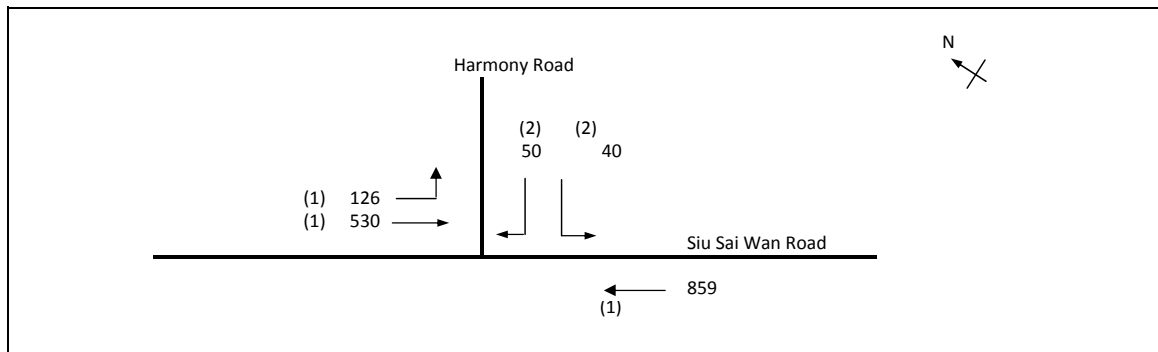 N
Harmony Road
(2) (2)
50 40
(1) 126
(1) 530
Siu Sai Wan Road
859
(1)